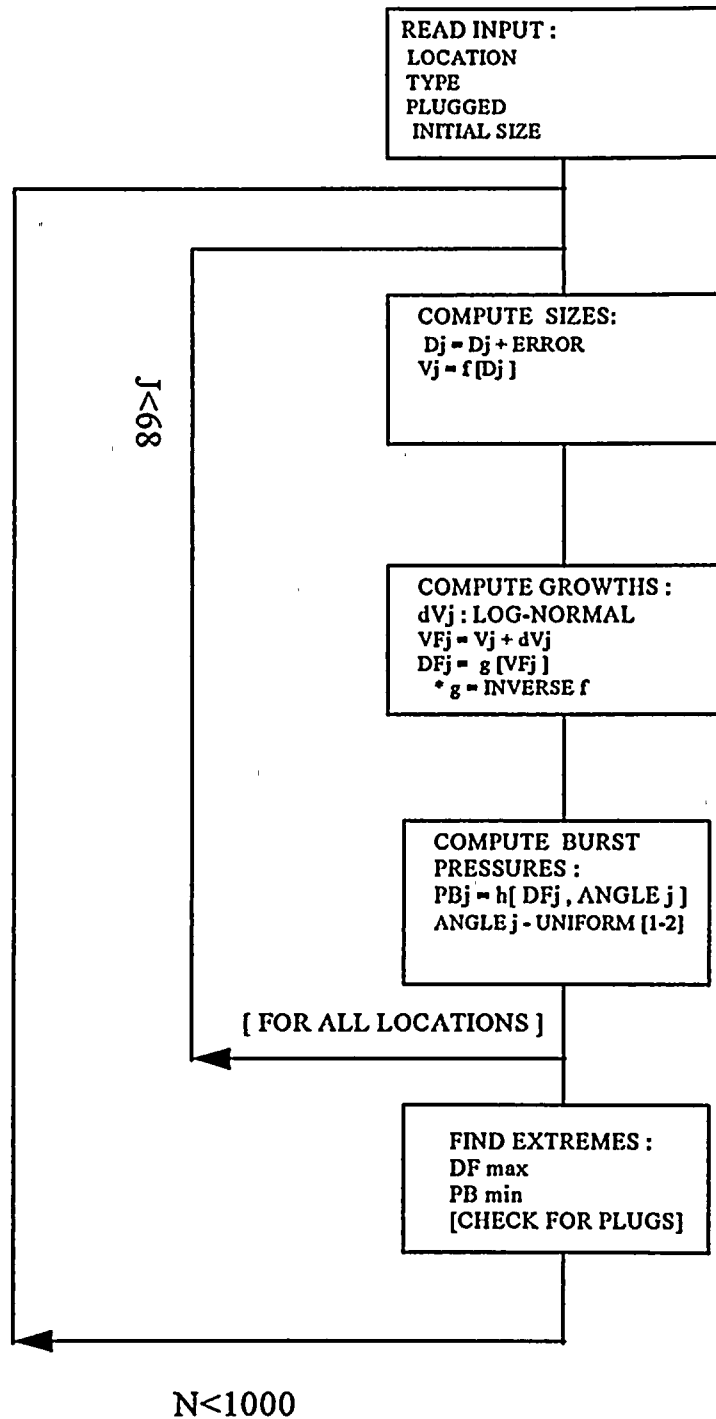 READ INPUT :
LOCATION
TYPE
PLUGGED
INITIAL SIZE
COMPUTE SIZES:
Dj = Dj + ERROR
Vj = f [Dj ]
J<68
COMPUTE GROWTHS :
dVj : LOG-NORMAL
VFj = Vj + dVj
DFj = g [VFj ]
* g = INVERSE f
COMPUTE BURST
PRESSURES :
PBj = h[ DFj , ANGLE j ]
ANGLE j - UNIFORM [1-2]
[ FOR ALL LOCATIONS ]
FIND EXTREMES :
DF max
PB min
[CHECK FOR PLUGS]
N<1000